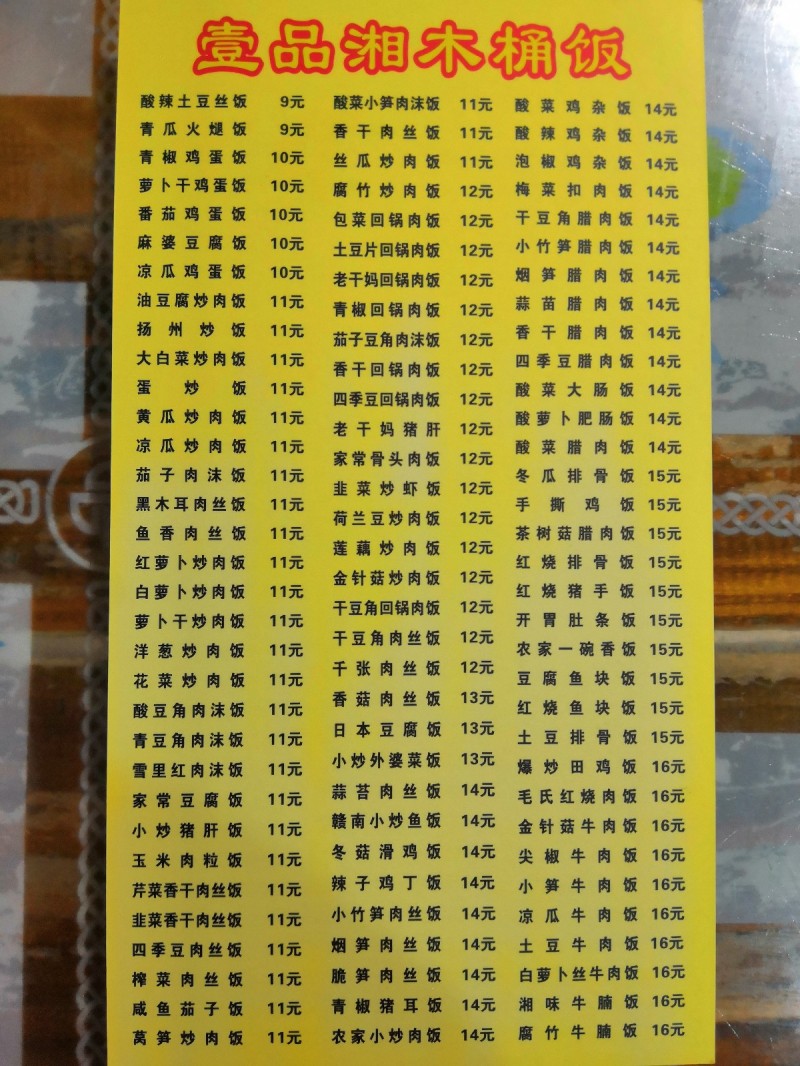 壹品湘木桶饭
酸辣土豆丝饭 9元
青瓜火腿饭 9元
青椒鸡蛋饭 10元
萝卜干鸡蛋饭 10元
番茄鸡蛋饭 10元
麻婆豆腐饭 10元
凉瓜鸡蛋饭 10元
油豆腐炒肉饭 11元
扬州炒饭 11元
大白菜炒肉饭 11元
蛋炒饭 11元
黄瓜炒肉饭 11元
凉瓜炒肉饭 11元
茄子肉沫饭 11元
黑木耳肉丝饭 11元
鱼香肉丝饭 11元
红萝卜炒肉饭 11元
白萝卜炒肉饭 11元
萝卜干炒肉饭 11元
洋葱炒肉饭 11元
花菜炒肉饭 11元
酸豆角肉沫饭 11元
青豆角肉沫饭 11元
雪里红肉沫饭 11元
家常豆腐饭 11元
小炒猪肝饭 11元
玉米肉粒饭 11元
芹菜香干肉丝饭 11元
韭菜香干肉丝饭 11元
四季豆肉丝饭 11元
榨菜肉丝饭 11元
咸鱼茄子饭 11元
莴笋炒肉饭 11元
酸菜小笋肉沫饭 11元
香干肉丝饭 11元
丝瓜炒肉饭 11元
腐竹炒肉饭 12元
包菜回锅肉饭 12元
土豆片回锅肉饭 12元
老干妈回锅肉饭 12元
青椒回锅肉饭 12元
茄子豆角肉沫饭 12元
香干回锅肉饭 12元
四季豆回锅肉饭 12元
老干妈猪肝 12元
家常骨头肉饭 12元
韭菜炒虾饭 12元
荷兰豆炒肉饭 12元
莲藕炒肉饭 12元
金针菇炒肉饭 12元
干豆角回锅肉饭 12元
干豆角肉丝饭 12元
千张肉丝饭 12元
香菇肉丝饭 13元
日本豆腐饭 13元
小炒外婆菜饭 13元
蒜苔肉丝饭 14元
赣南小炒鱼饭 14元
冬菇滑鸡饭 14元
辣子鸡丁饭 14元
小竹笋肉丝饭 14元
烟笋肉丝饭 14元
脆笋肉丝饭 14元
青椒猪耳饭 14元
农家小炒肉饭 14元
酸菜鸡杂饭 14元
酸辣鸡杂饭 14元
泡椒鸡杂饭 14元
梅菜扣肉饭 14元
干豆角腊肉饭 14元
小竹笋腊肉饭 14元
烟笋腊肉饭 14元
蒜苗腊肉饭 14元
香干腊肉饭 14元
四季豆腊肉饭 14元
酸菜大肠饭 14元
酸萝卜肥肠饭 14元
酸菜腊肉饭 14元
冬瓜排骨饭 15元
手撕鸡饭 15元
茶树菇腊肉饭 15元
红烧排骨饭 15元
红烧猪手饭 15元
开胃肚条饭 15元
农家一碗香饭 15元
豆腐鱼块饭 15元
红烧鱼块饭 15元
土豆排骨饭 15元
爆炒田鸡饭 16元
毛氏红烧肉饭 16元
金针菇牛肉饭 16元
尖椒牛肉饭 16元
小笋牛肉饭 16元
凉瓜牛肉饭 16元
土豆牛肉饭 16元
白萝卜丝牛肉饭 16元
湘味牛腩饭 16元
腐竹牛腩饭 16元